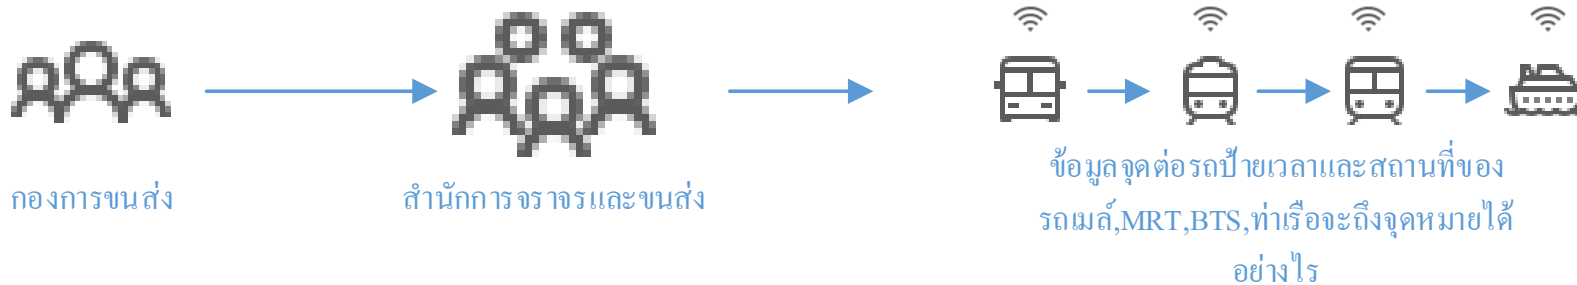 กองการขนส่ง
สำนักการจราจรและขนส่ง
ข้อมูลจุดต่อรถป้ายเวลาและสถานที่ของ
รถเมล์,MRT,BTS,ท่าเรือจะถึงจุดหมายได้
อย่างไร